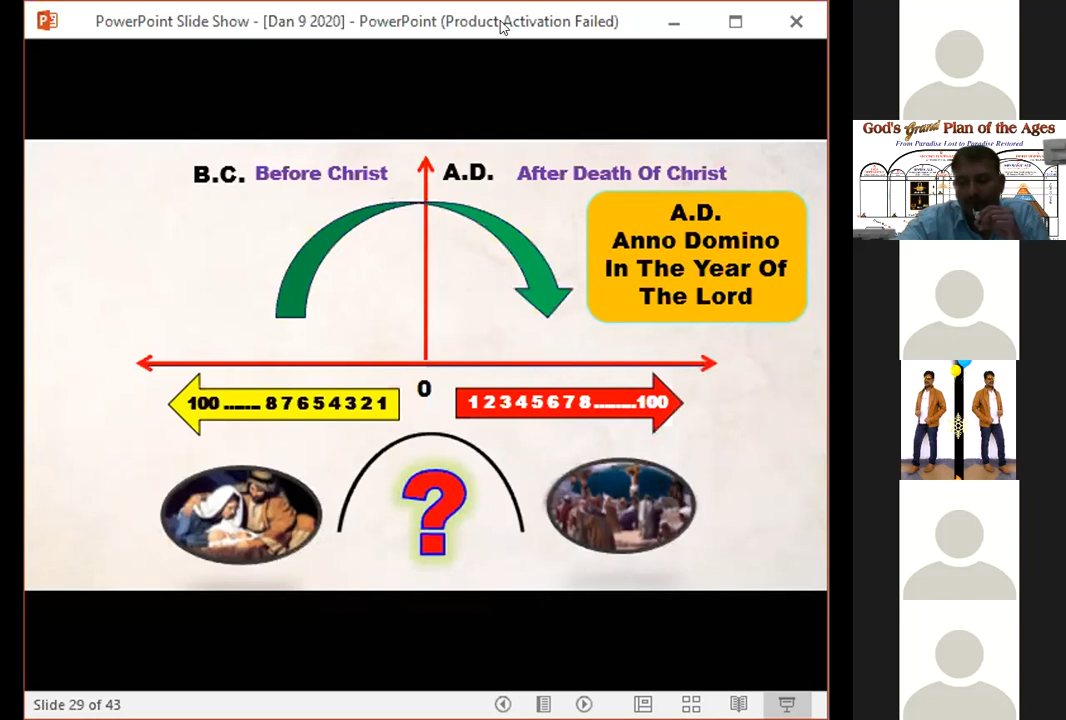 PowerPoint Slide Show - [Dan 9 2020] - PowerPoint (Product Activation Failed)
B.C. Before Christ A.D. After Death Of Christ
A.D.
Anno Domino
In The Year Of
The Lord
0
100 ....... 8 7 6 5 4 3 2 1
1 2 3 4 5 6 7 8.........100
?
Slide 29 of 43
God's Grand Plan of the Ages
From Paradise Lost to Paradise Restored